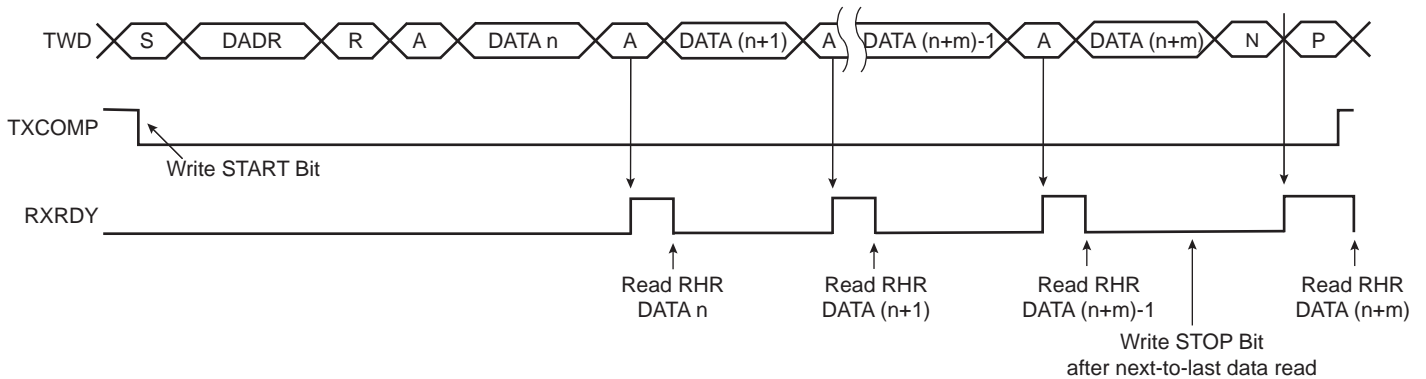 TWD S DADR R A DATA n A DATA (n+1) A DATA (n+m)-1 A DATA (n+m) N P
TXCOMP
Write START Bit
RXRDY
Read RHR
DATA n
Read RHR
DATA (n+1)
Read RHR
DATA (n+m)-1
Read RHR
DATA (n+m)
Write STOP Bit
after next-to-last data read